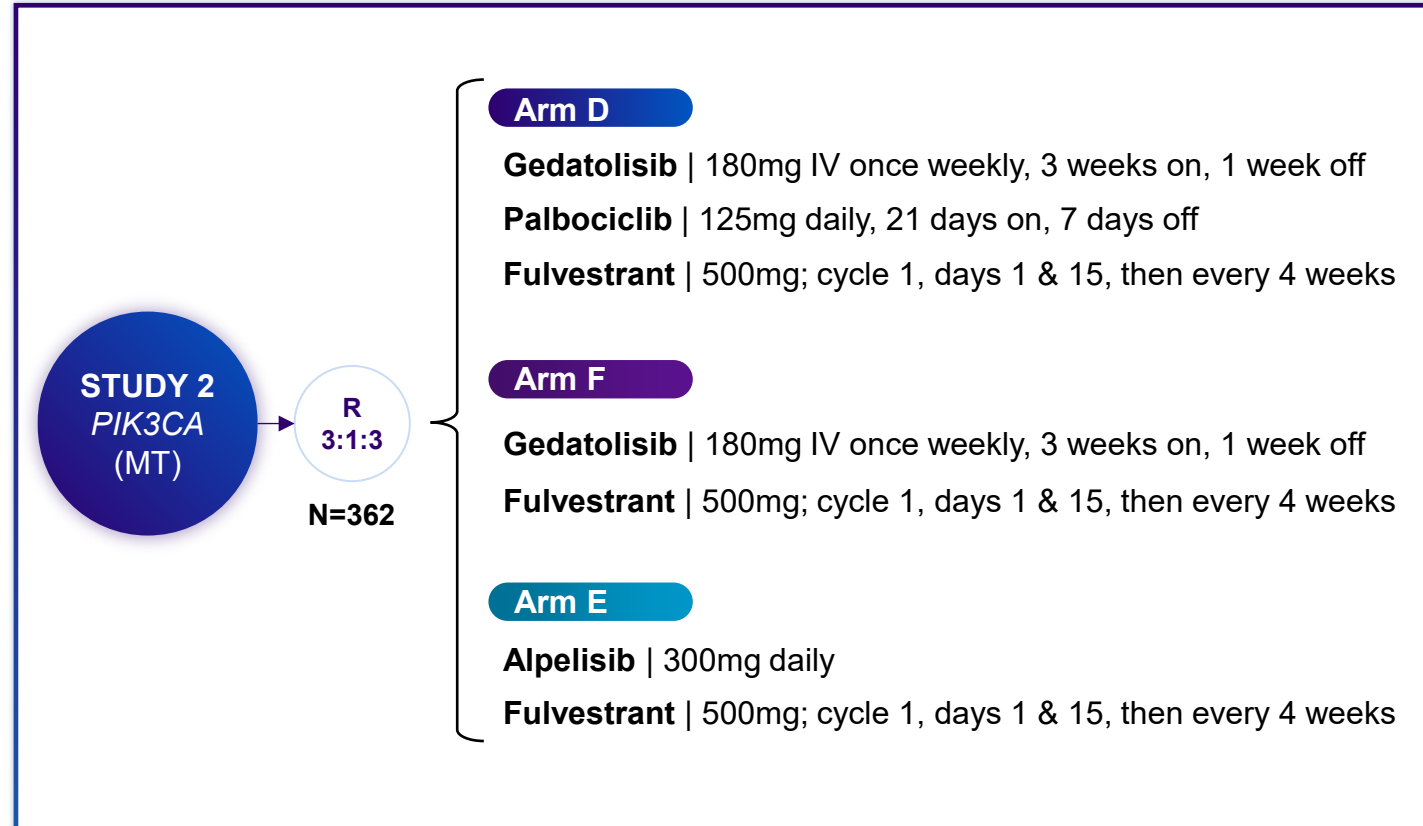 STUDY 2
PIK3CA
(MT)
R
3:1:3
N=362
Arm D
Gedatolisib | 180mg IV once weekly, 3 weeks on, 1 week off
Palbociclib | 125mg daily, 21 days on, 7 days off
Fulvestrant | 500mg; cycle 1, days 1 & 15, then every 4 weeks
Arm F
Gedatolisib | 180mg IV once weekly, 3 weeks on, 1 week off
Fulvestrant | 500mg; cycle 1, days 1 & 15, then every 4 weeks
Arm E
Alpelisib | 300mg daily
Fulvestrant | 500mg; cycle 1, days 1 & 15, then every 4 weeks